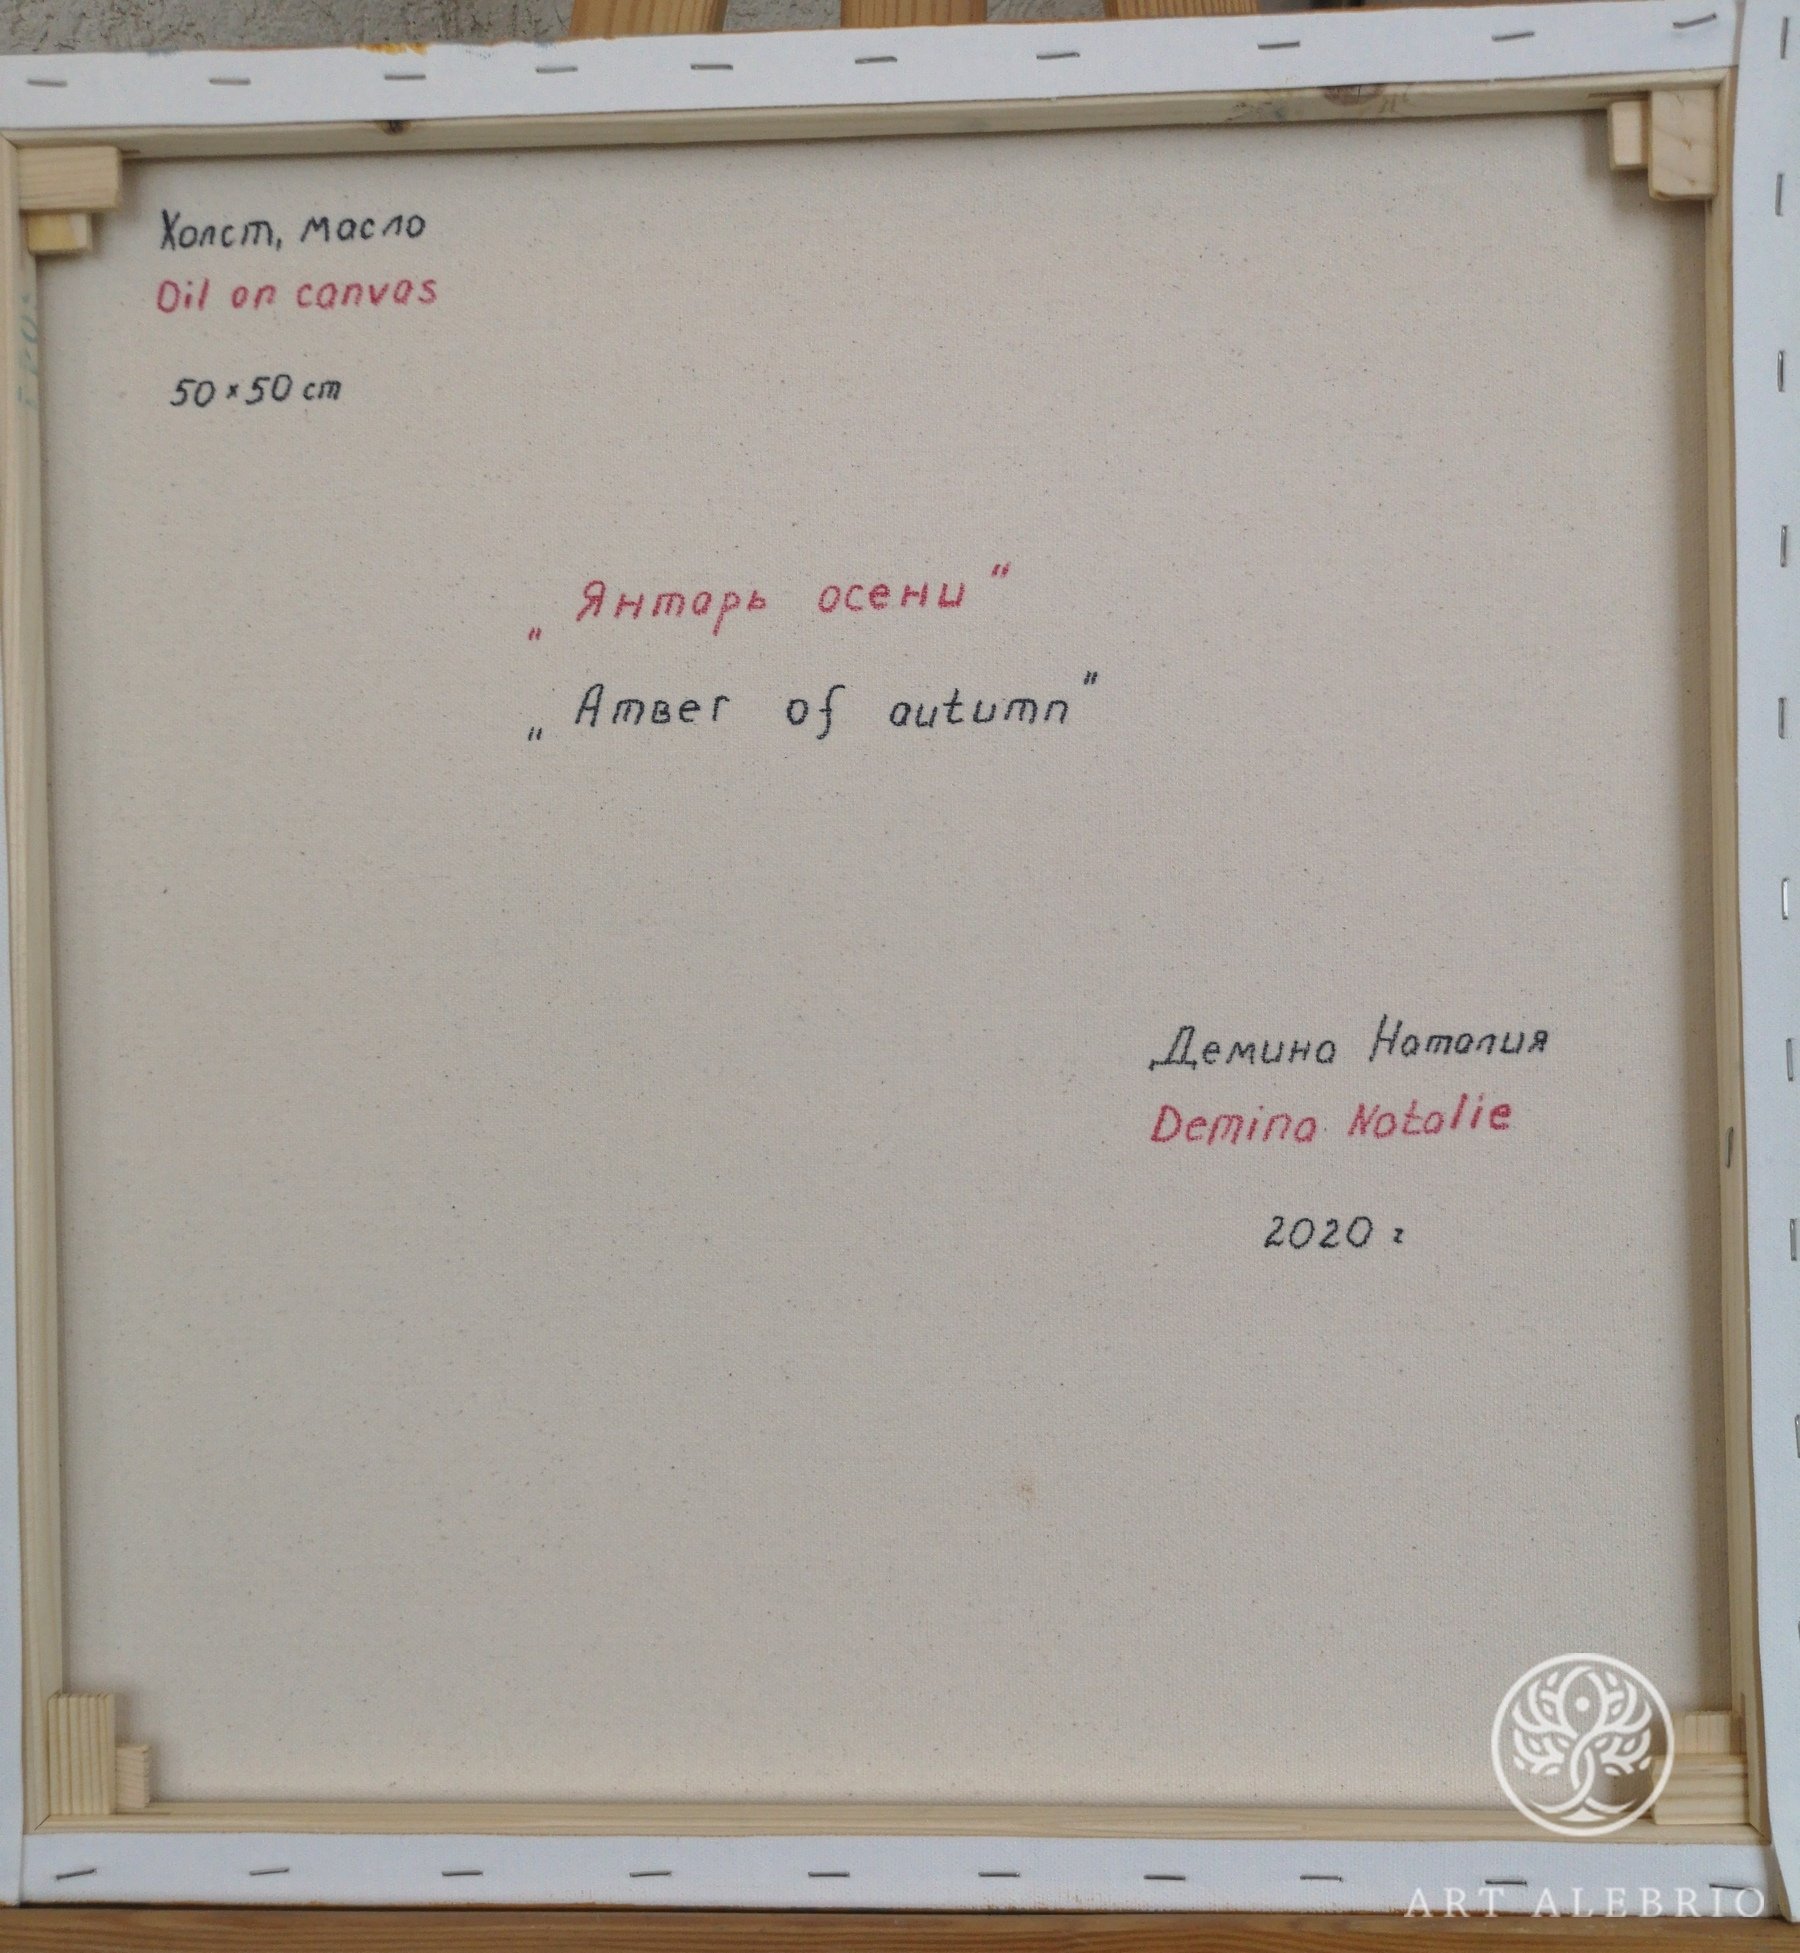 Холст, масло
Oil on canvas
50 × 50 cm
„Янтарь осени"
„Amвer of autumn"
Демина Наталия
Demina Natalie
2020 г
ART ALEBRIO